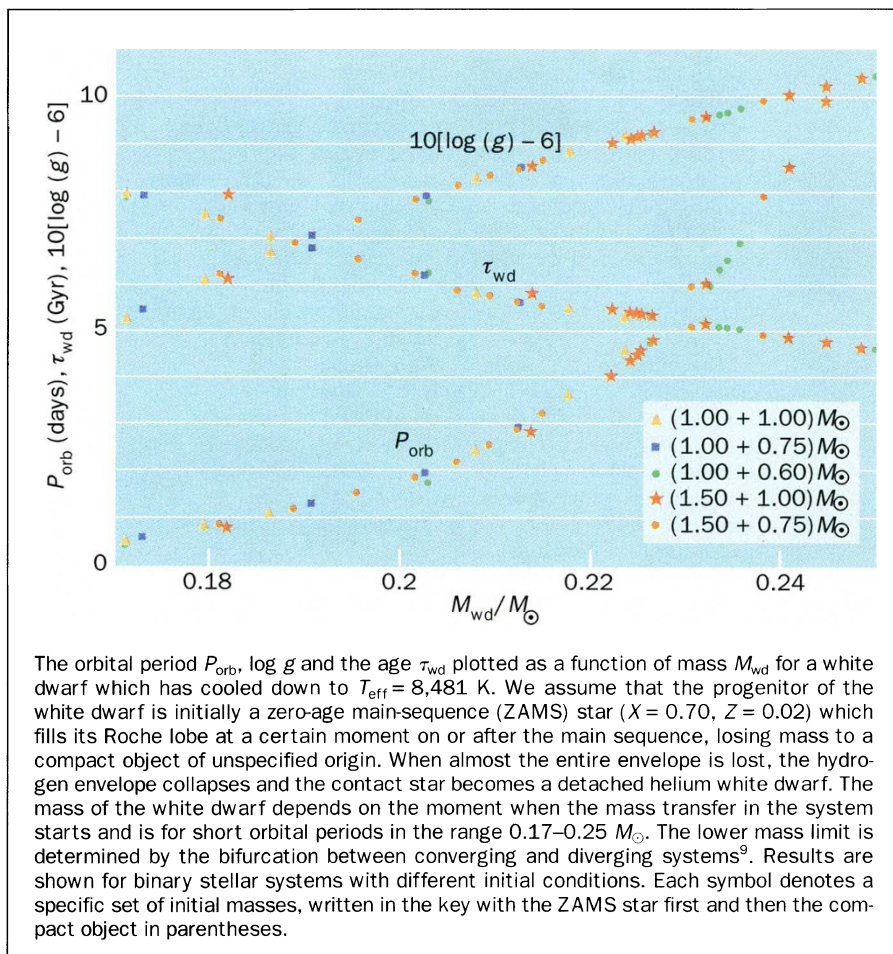 10
5
0
P_orb (days), τ_wd (Gyr), 10[log (g) − 6]
10[log (g) − 6]
τ_wd
P_orb
(1.00 + 1.00)M☉
(1.00 + 0.75)M☉
(1.00 + 0.60)M☉
(1.50 + 1.00)M☉
(1.50 + 0.75)M☉
0.18 0.2 0.22 0.24
M_wd/M☉
The orbital period P_orb, log g and the age τ_wd plotted as a function of mass M_wd for a white
dwarf which has cooled down to T_eff = 8,481 K. We assume that the progenitor of the
white dwarf is initially a zero-age main-sequence (ZAMS) star (X = 0.70, Z = 0.02) which
fills its Roche lobe at a certain moment on or after the main sequence, losing mass to a
compact object of unspecified origin. When almost the entire envelope is lost, the hydro-
gen envelope collapses and the contact star becomes a detached helium white dwarf. The
mass of the white dwarf depends on the moment when the mass transfer in the system
starts and is for short orbital periods in the range 0.17–0.25 M☉. The lower mass limit is
determined by the bifurcation between converging and diverging systems⁹. Results are
shown for binary stellar systems with different initial conditions. Each symbol denotes a
specific set of initial masses, written in the key with the ZAMS star first and then the com-
pact object in parentheses.